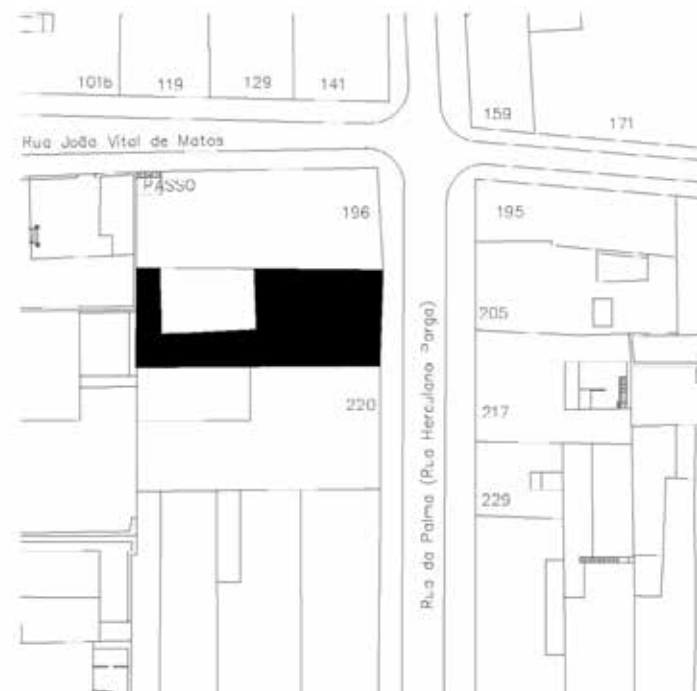 101b 119 129 141
159 171
Rua João Vital de Matos
PASSO
196 195
205
220 217
229
Rua da Palma (Rua Herculano Parga)